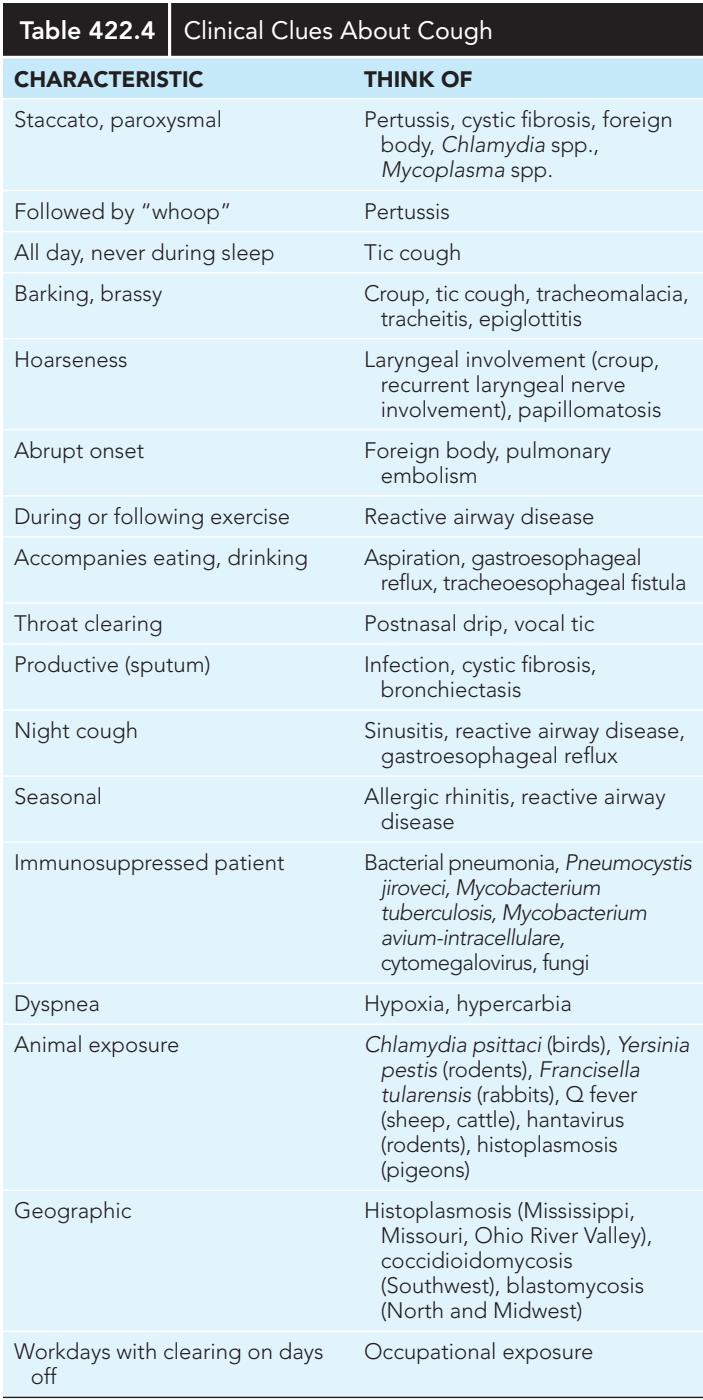 Table 422.4 Clinical Clues About Cough
CHARACTERISTIC THINK OF
Staccato, paroxysmal Pertussis, cystic fibrosis, foreign
body, Chlamydia spp.,
Mycoplasma spp.
Followed by “whoop” Pertussis
All day, never during sleep Tic cough
Barking, brassy Croup, tic cough, tracheomalacia,
tracheitis, epiglottitis
Hoarseness Laryngeal involvement (croup,
recurrent laryngeal nerve
involvement), papillomatosis
Abrupt onset Foreign body, pulmonary
embolism
During or following exercise Reactive airway disease
Accompanies eating, drinking Aspiration, gastroesophageal
reflux, tracheoesophageal fistula
Throat clearing Postnasal drip, vocal tic
Productive (sputum) Infection, cystic fibrosis,
bronchiectasis
Night cough Sinusitis, reactive airway disease,
gastroesophageal reflux
Seasonal Allergic rhinitis, reactive airway
disease
Immunosuppressed patient Bacterial pneumonia, Pneumocystis
jiroveci, Mycobacterium
tuberculosis, Mycobacterium
avium-intracellulare,
cytomegalovirus, fungi
Dyspnea Hypoxia, hypercarbia
Animal exposure Chlamydia psittaci (birds), Yersinia
pestis (rodents), Francisella
tularensis (rabbits), Q fever
(sheep, cattle), hantavirus
(rodents), histoplasmosis
(pigeons)
Geographic Histoplasmosis (Mississippi,
Missouri, Ohio River Valley),
coccidioidomycosis
(Southwest), blastomycosis
(North and Midwest)
Workdays with clearing on days Occupational exposure
off